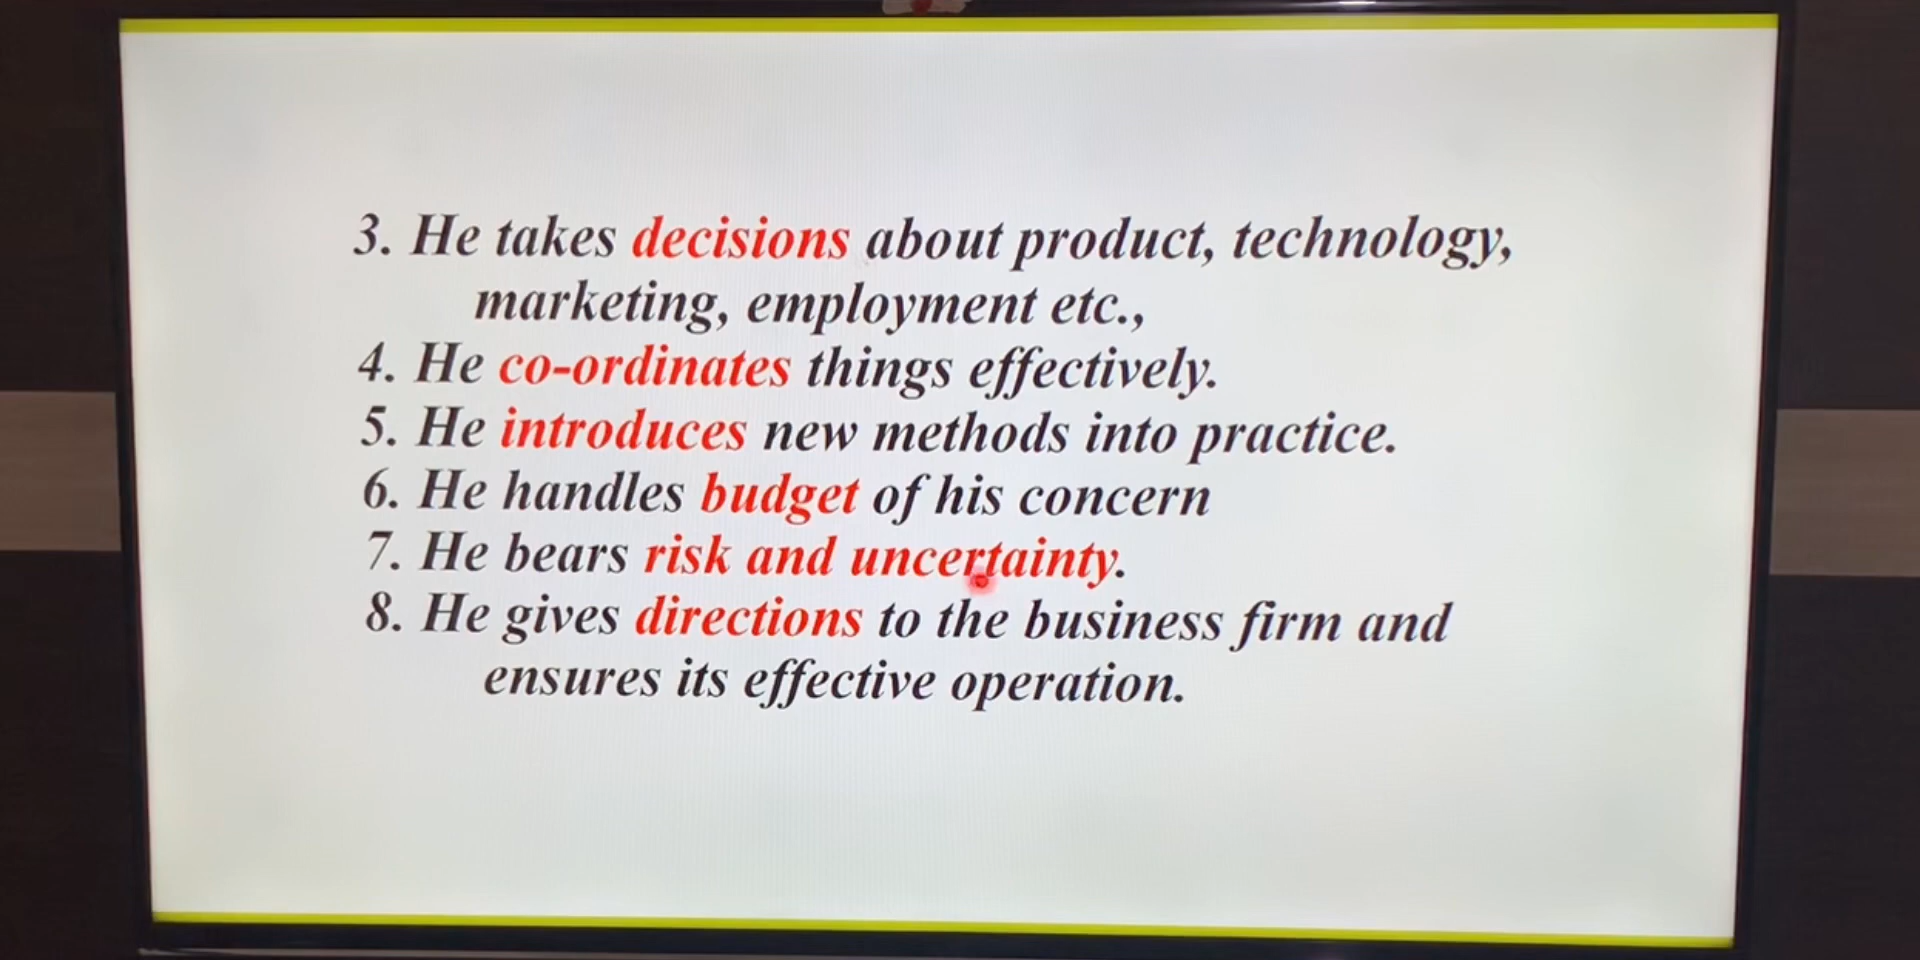 3. He takes decisions about product, technology,
marketing, employment etc.,
4. He co-ordinates things effectively.
5. He introduces new methods into practice.
6. He handles budget of his concern
7. He bears risk and uncertainty.
8. He gives directions to the business firm and
ensures its effective operation.